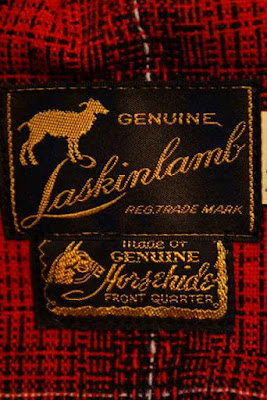 GENUINE
Laskinlamb
REG. TRADE MARK
made of
GENUINE
Horsehide
FRONT QUARTER